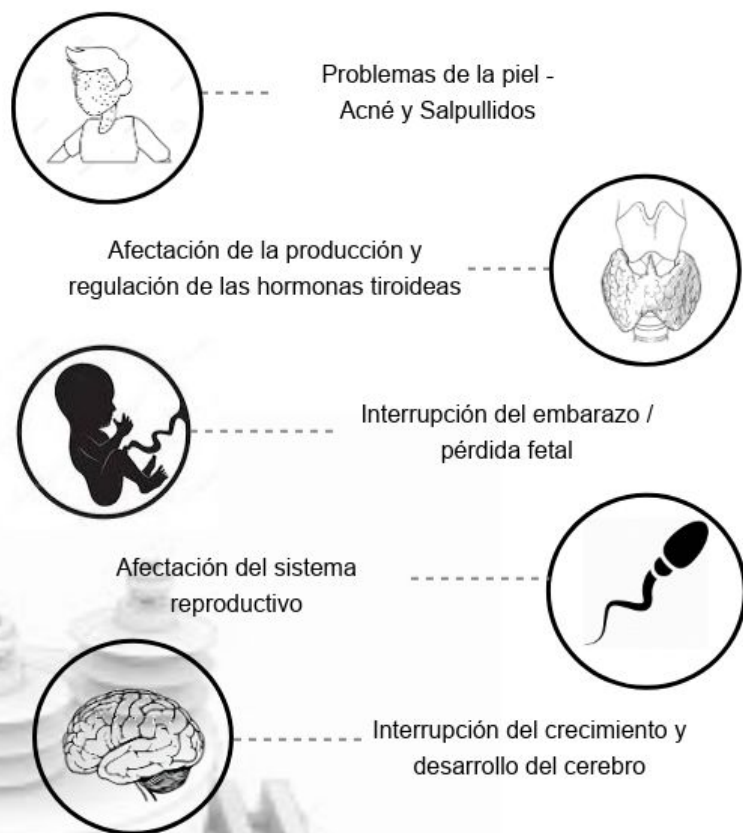 Problemas de la piel -
Acné y Salpullidos
Afectación de la producción y
regulación de las hormonas tiroideas
Interrupción del embarazo /
pérdida fetal
Afectación del sistema
reproductivo
Interrupción del crecimiento y
desarrollo del cerebro